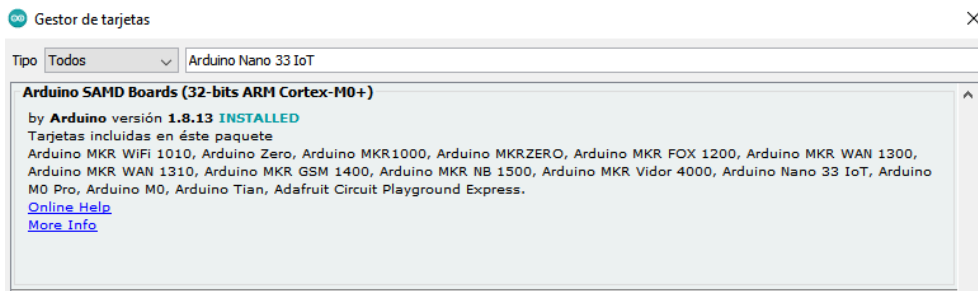 Gestor de tarjetas
Tipo Todos Arduino Nano 33 IoT
Arduino SAMD Boards (32-bits ARM Cortex-M0+)
by Arduino versión 1.8.13 INSTALLED
Tarjetas incluidas en éste paquete
Arduino MKR WiFi 1010, Arduino Zero, Arduino MKR1000, Arduino MKRZERO, Arduino MKR FOX 1200, Arduino MKR WAN 1300,
Arduino MKR WAN 1310, Arduino MKR GSM 1400, Arduino MKR NB 1500, Arduino MKR Vidor 4000, Arduino Nano 33 IoT, Arduino
M0 Pro, Arduino M0, Arduino Tian, Adafruit Circuit Playground Express.
Online Help
More Info